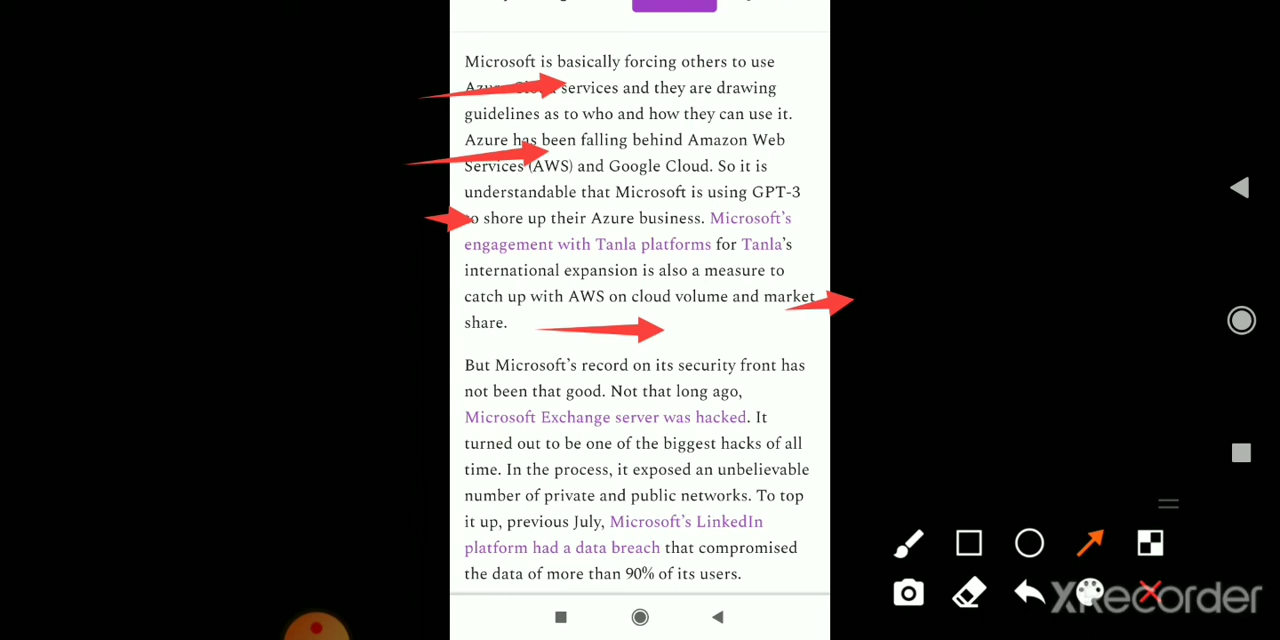 Microsoft is basically forcing others to use
Azure Cloud services and they are drawing
guidelines as to who and how they can use it.
Azure has been falling behind Amazon Web
Services (AWS) and Google Cloud. So it is
understandable that Microsoft is using GPT-3
to shore up their Azure business. Microsoft's
engagement with Tanla platforms for Tanla's
international expansion is also a measure to
catch up with AWS on cloud volume and market
share.
But Microsoft's record on its security front has
not been that good. Not that long ago,
Microsoft Exchange server was hacked. It
turned out to be one of the biggest hacks of all
time. In the process, it exposed an unbelievable
number of private and public networks. To top
it up, previous July, Microsoft's LinkedIn
platform had a data breach that compromised
the data of more than 90% of its users.
XRecorder